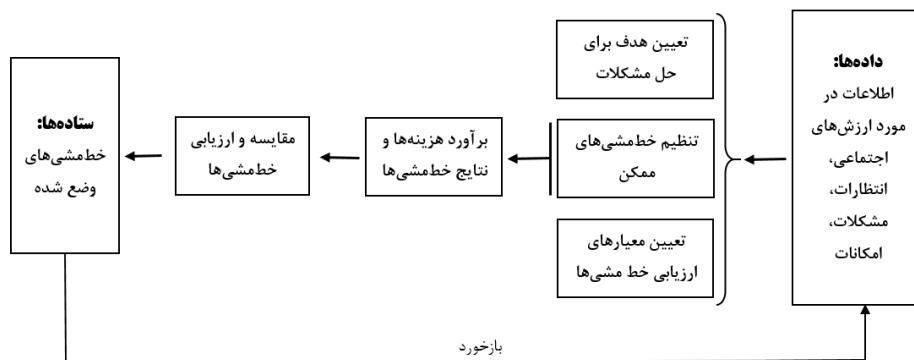 داده‌ها:
اطلاعات در
مورد ارزش‌های
اجتماعی،
انتظارات،
مشکلات،
امکانات
تعیین هدف برای
حل مشکلات
تنظیم خط‌مشی‌های
ممکن
تعیین معیارهای
ارزیابی خط مشی‌ها
برآورد هزینه‌ها و
نتایج خط‌مشی‌ها
مقایسه و ارزیابی
خط‌مشی‌ها
ستاده‌ها:
خط‌مشی‌های
وضع شده
بازخورد